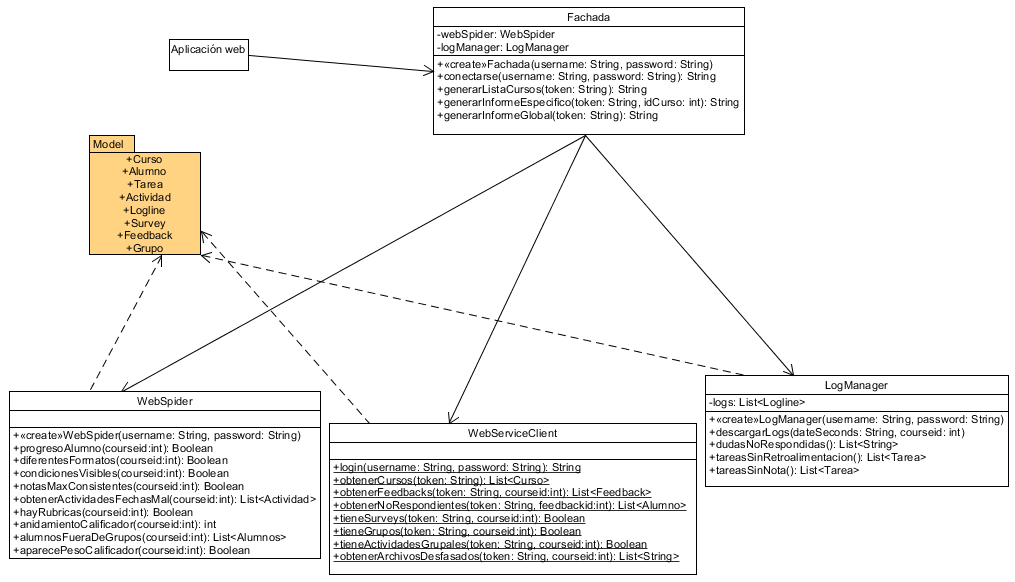 Fachada
-webSpider: WebSpider
-logManager: LogManager
+«create»Fachada(username: String, password: String)
+conectarse(username: String, password: String): String
+generarListaCursos(token: String): String
+generarInformeEspecifico(token: String, idCurso: int): String
+generarInformeGlobal(token: String): String
Aplicación web
Model
+Curso
+Alumno
+Tarea
+Actividad
+Logline
+Survey
+Feedback
+Grupo
WebSpider
+«create»WebSpider(username: String, password: String)
+progresoAlumno(courseid:int): Boolean
+diferentesFormatos(courseid:int): Boolean
+condicionesVisibles(courseid:int): Boolean
+notasMaxConsistentes(courseid:int): Boolean
+obtenerActividadesFechasMal(courseid:int): List<Actividad>
+hayRubricas(courseid:int): Boolean
+anidamientoCalificador(courseid:int): int
+alumnosFueraDeGrupos(courseid:int): List<Alumnos>
+aparecePesoCalificador(courseid:int): Boolean
WebServiceClient
+login(username: String, password: String): String
+obtenerCursos(token: String): List<Curso>
+obtenerFeedbacks(token: String, courseid:int): List<Feedback>
+obtenerNoRespondientes(token: String, feedbackid:int): List<Alumno>
+tieneSurveys(token: String, courseid:int): Boolean
+tieneGrupos(token: String, courseid:int): Boolean
+tieneActividadesGrupales(token: String, courseid:int): Boolean
+obtenerArchivosDesfasados(token: String, courseid:int): List<String>
LogManager
-logs: List<Logline>
+«create»LogManager(username: String, password: String)
+descargarLogs(dateSeconds: String, courseid: int)
+dudasNoRespondidas(): List<String>
+tareasSinRetroalimentacion(): List<Tarea>
+tareasSinNota(): List<Tarea>